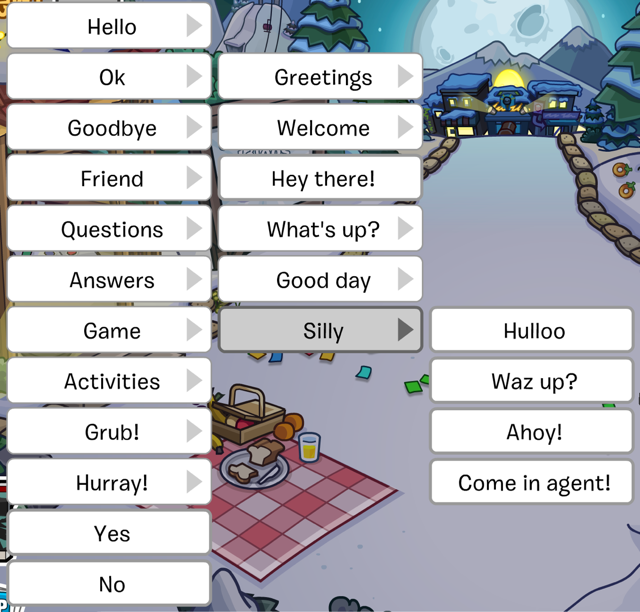 Hello
Ok
Goodbye
Friend
Questions
Answers
Game
Activities
Grub!
Hurray!
Yes
No
Greetings
Welcome
Hey there!
What's up?
Good day
Silly
Hulloo
Waz up?
Ahoy!
Come in agent!